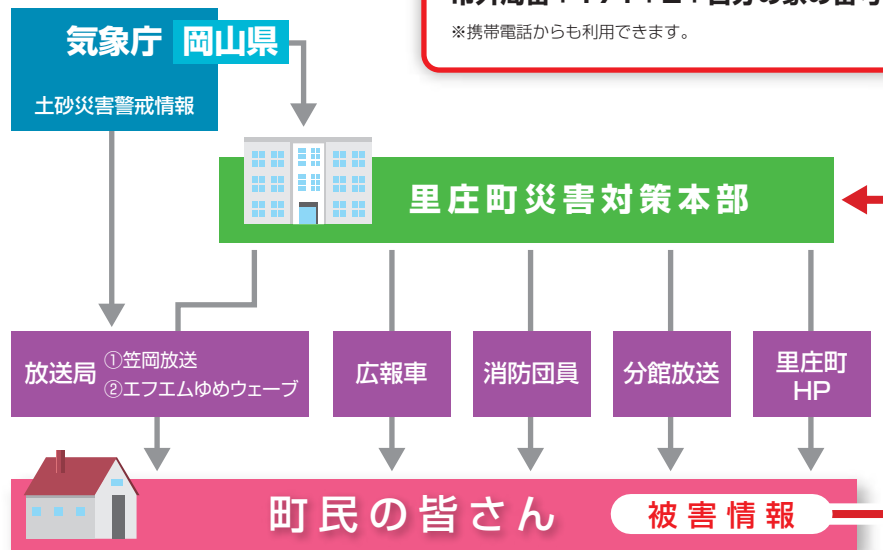 ※携帯電話からも利用できます。
気象庁 岡山県
土砂災害警戒情報
里庄町災害対策本部
放送局 ①笠岡放送
②エフエムゆめウェーブ
広報車
消防団員
分館放送
里庄町
HP
町民の皆さん
被害情報